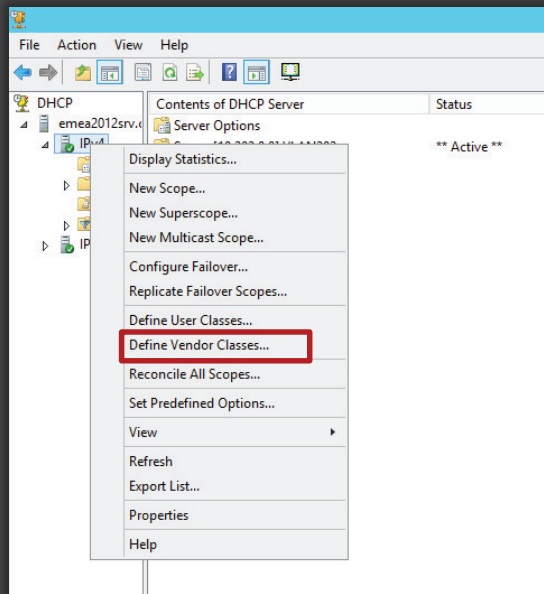 File Action View Help
DHCP
emea2012srv.
IPv4
IP
Contents of DHCP Server Status
Server Options
** Active **
Display Statistics...
New Scope...
New Superscope...
New Multicast Scope...
Configure Failover...
Replicate Failover Scopes...
Define User Classes...
Define Vendor Classes...
Reconcile All Scopes...
Set Predefined Options...
View
Refresh
Export List...
Properties
Help